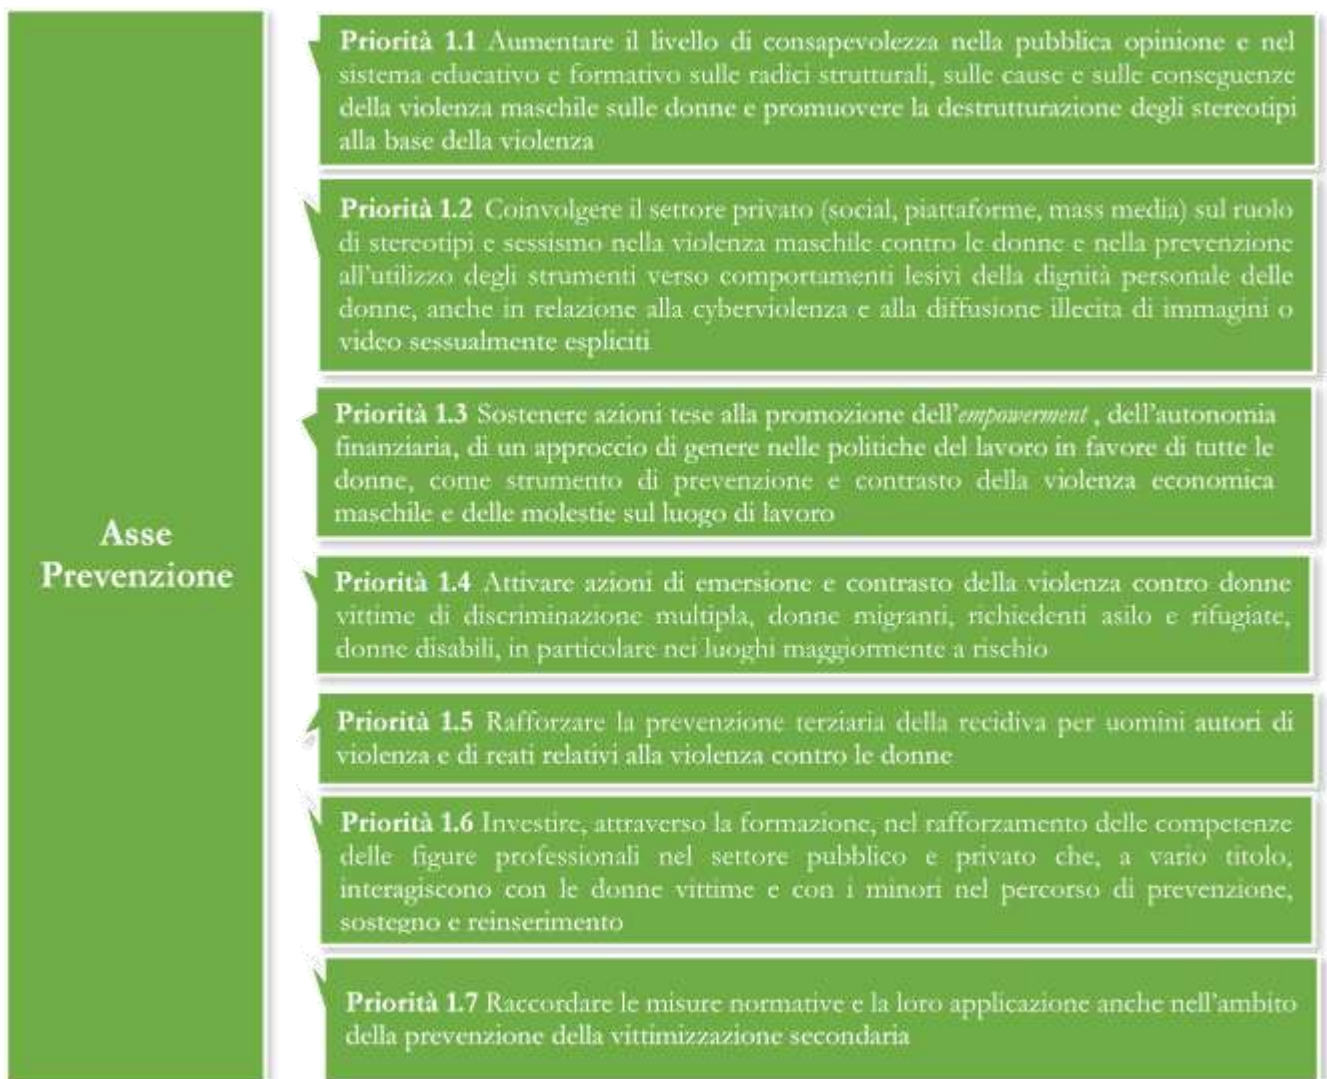 Asse
Prevenzione
Priorità 1.1 Aumentare il livello di consapevolezza nella pubblica opinione e nel
sistema educativo e formativo sulle radici strutturali, sulle cause e sulle conseguenze
della violenza maschile sulle donne e promuovere la destrutturazione degli stereotipi
alla base della violenza
Priorità 1.2 Coinvolgere il settore privato (social, piattaforme, mass media) sul ruolo
di stereotipi e sessismo nella violenza maschile contro le donne e nella prevenzione
all'utilizzo degli strumenti verso comportamenti lesivi della dignità personale delle
donne, anche in relazione alla cyberviolenza e alla diffusione illecita di immagini o
video sessualmente espliciti
Priorità 1.3 Sostenere azioni tese alla promozione dell'empowerment , dell'autonomia
finanziaria, di un approccio di genere nelle politiche del lavoro in favore di tutte le
donne, come strumento di prevenzione e contrasto della violenza economica
maschile e delle molestie sul luogo di lavoro
Priorità 1.4 Attivare azioni di emersione e contrasto della violenza contro donne
vittime di discriminazione multipla, donne migranti, richiedenti asilo e rifugiate,
donne disabili, in particolare nei luoghi maggiormente a rischio
Priorità 1.5 Rafforzare la prevenzione terziaria della recidiva per uomini autori di
violenza e di reati relativi alla violenza contro le donne
Priorità 1.6 Investire, attraverso la formazione, nel rafforzamento delle competenze
delle figure professionali nel settore pubblico e privato che, a vario titolo,
interagiscono con le donne vittime e con i minori nel percorso di prevenzione,
sostegno e reinserimento
Priorità 1.7 Raccordare le misure normative e la loro applicazione anche nell'ambito
della prevenzione della vittimizzazione secondaria